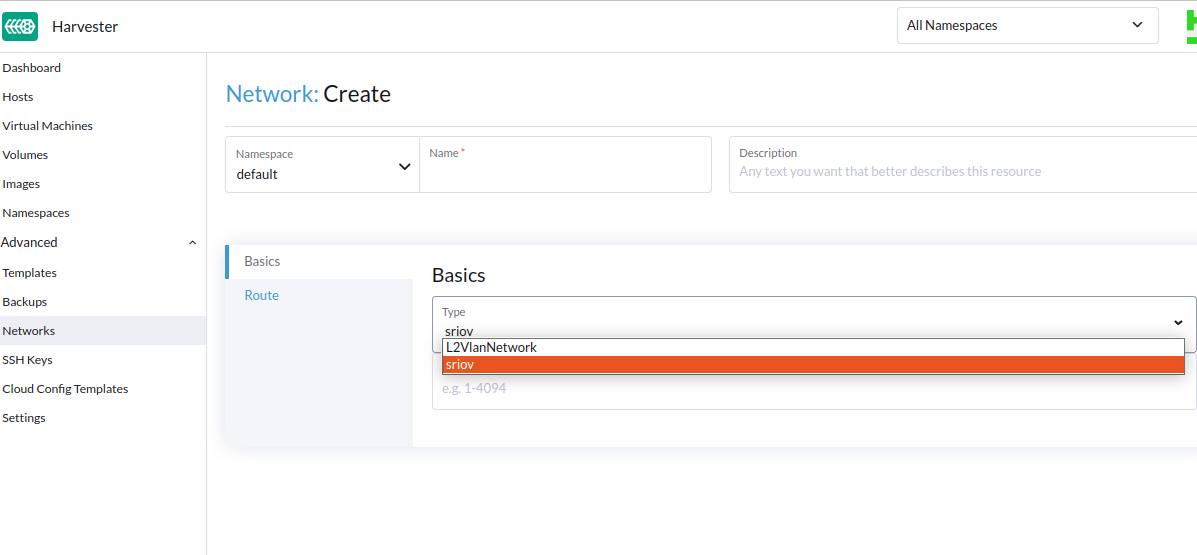 Harvester
All Namespaces
Dashboard
Hosts
Virtual Machines
Volumes
Images
Namespaces
Advanced
Templates
Backups
Networks
SSH Keys
Cloud Config Templates
Settings
Network: Create
Namespace
default
Name *
Description
Any text you want that better describes this resource
Basics
Route
Basics
Type
sriov
L2VlanNetwork
sriov
e.g. 1-4094